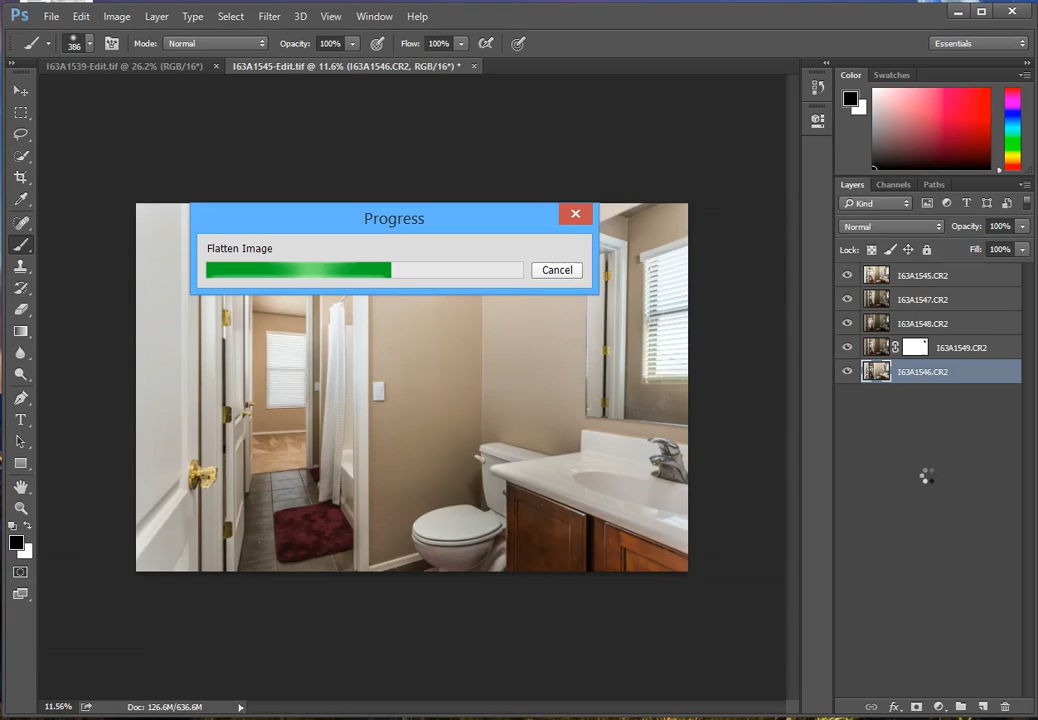 Ps File Edit Image Layer Type Select Filter 3D View Window Help
386 Mode: Normal Opacity: 100% Flow: 100% Essentials
I63A1539-Edit.tif @ 26.2% (RGB/16*) × I63A1545-Edit.tif @ 11.6% (I63A1546.CR2, RGB/16*) * ×
Color Swatches
Layers Channels Paths
Kind
Normal Opacity: 100%
Lock: Fill: 100%
I63A1545.CR2
I63A1547.CR2
I63A1548.CR2
I63A1549.CR2
I63A1546.CR2
Progress
Flatten Image
Cancel
11.56% Doc: 126.6M/636.6M